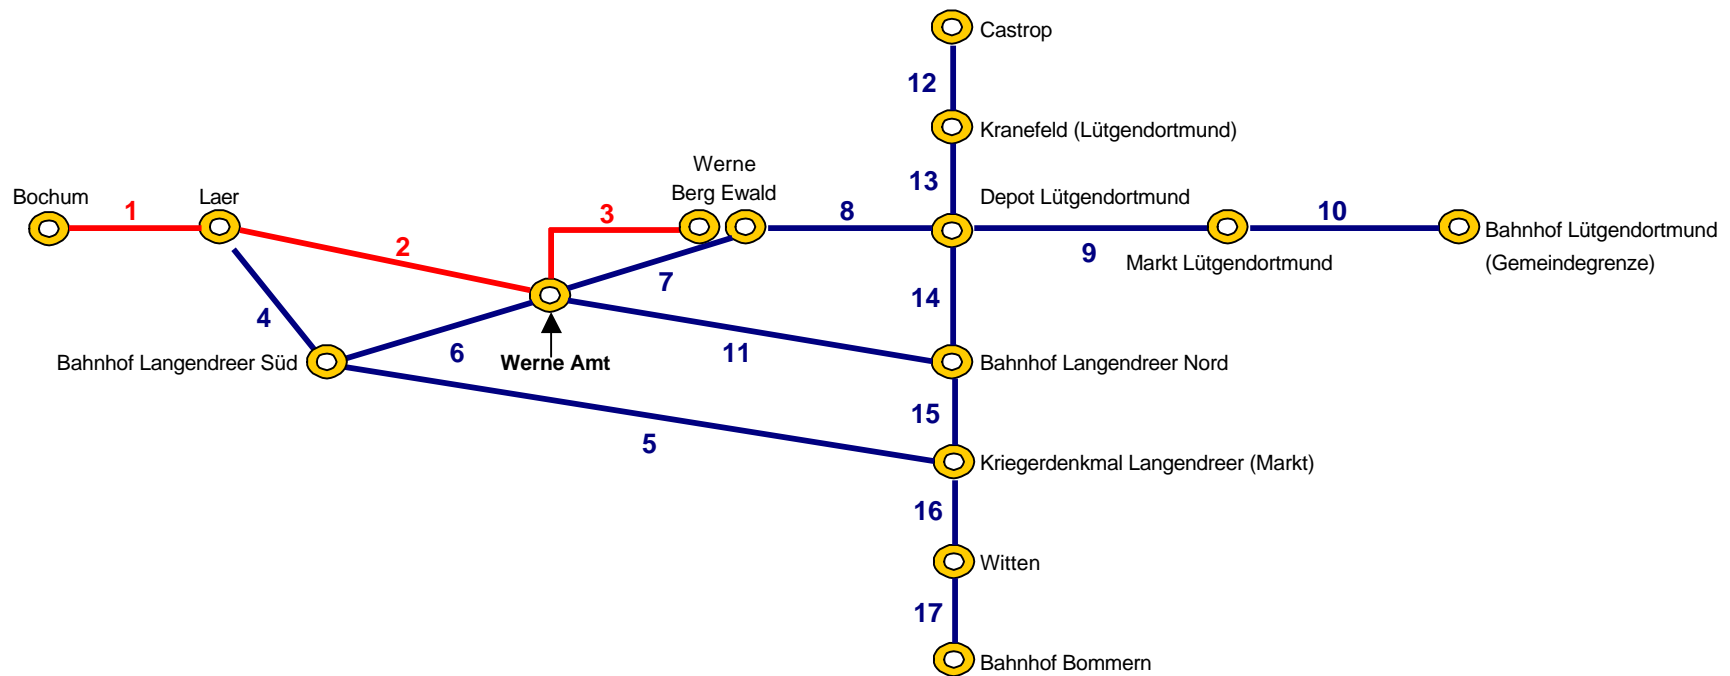 Castrop
12
Kranefeld (Lütgendortmund)
Werne
Berg Ewald
13
Depot Lütgendortmund
Bochum
1
Laer
3
8
10
2
9
Markt Lütgendortmund
Bahnhof Lütgendortmund
(Gemeindegrenze)
7
14
4
6
11
Werne Amt
Bahnhof Langendreer Süd
Bahnhof Langendreer Nord
15
5
Kriegerdenkmal Langendreer (Markt)
16
Witten
17
Bahnhof Bommern